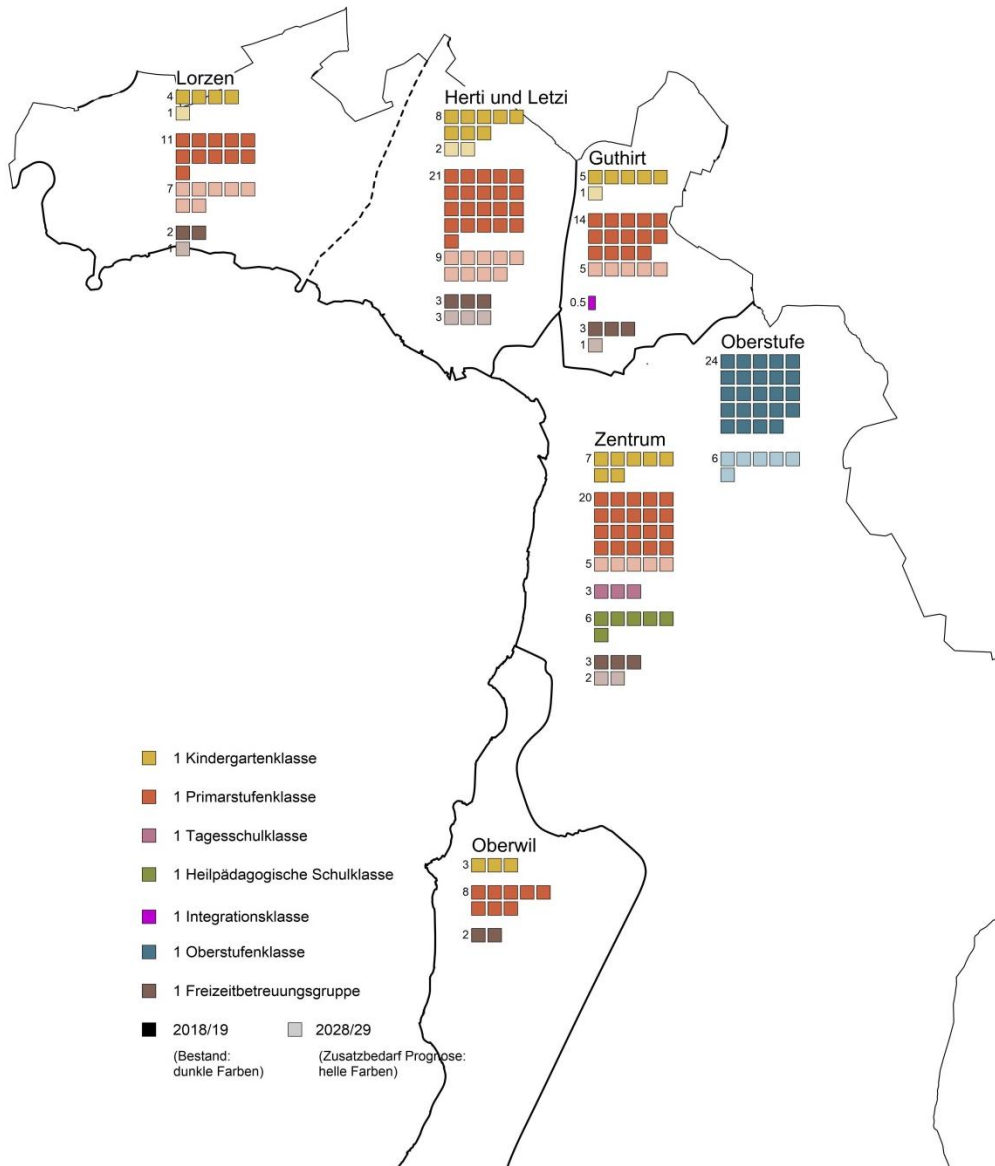 Lorzen
4
1
11
7
2
1
Herti und Letzi
8
2
21
9
3
3
Guthirt
5
1
14
5
0.5
3
1
Oberstufe
24
6
Zentrum
7
20
5
3
6
3
2
Oberwil
3
8
2
1 Kindergartenklasse
1 Primarstufenklasse
1 Tagesschulklasse
1 Heilpädagogische Schulklasse
1 Integrationsklasse
1 Oberstufenklasse
1 Freizeitbetreuungsgruppe
2018/19
(Bestand:
dunkle Farben)
2028/29
(Zusatzbedarf Prognose:
helle Farben)